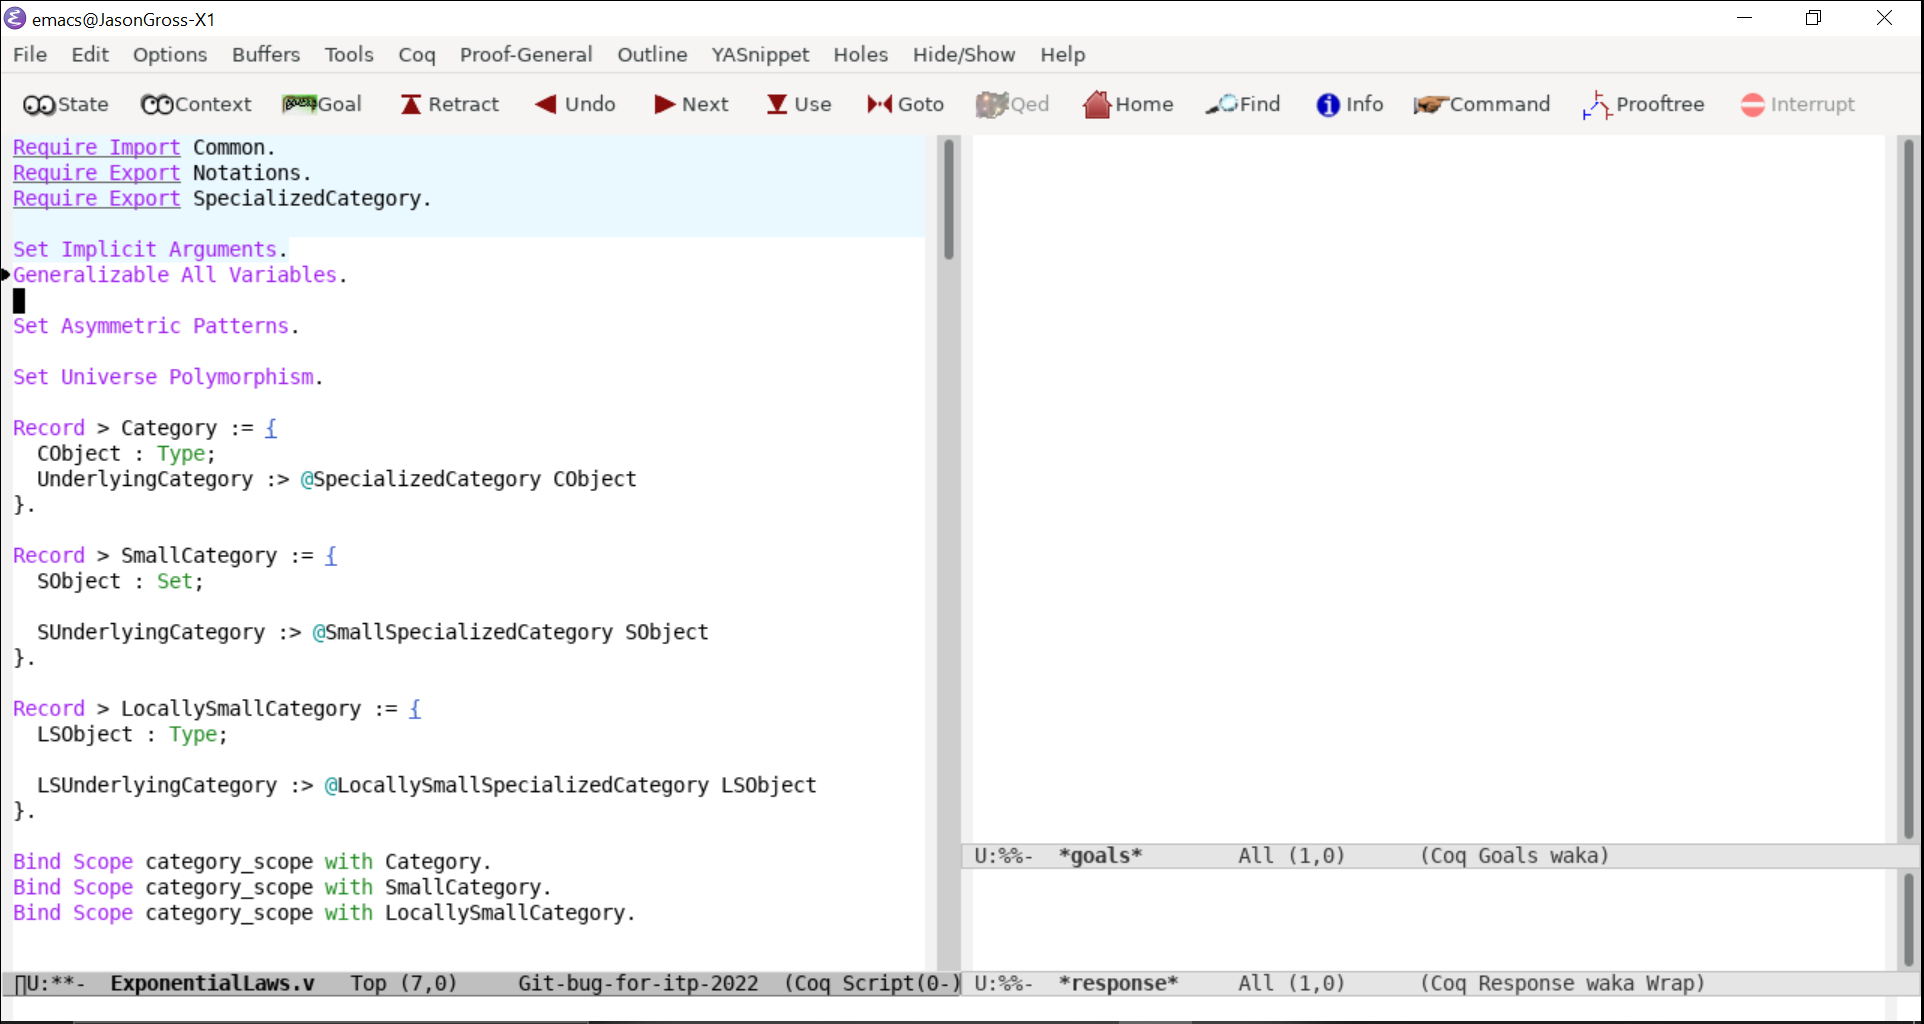 emacs@JasonGross-X1
File Edit Options Buffers Tools Coq Proof-General Outline YASnippet Holes Hide/Show Help
State Context Goal Retract Undo Next Use Goto Qed Home Find Info Command Prooftree Interrupt
Require Import Common.
Require Export Notations.
Require Export SpecializedCategory.
Set Implicit Arguments.
Generalizable All Variables.
Set Asymmetric Patterns.
Set Universe Polymorphism.
Record > Category := {
  CObject : Type;
  UnderlyingCategory :> @SpecializedCategory CObject
}.
Record > SmallCategory := {
  SObject : Set;
  SUnderlyingCategory :> @SmallSpecializedCategory SObject
}.
Record > LocallySmallCategory := {
  LSObject : Type;
  LSUnderlyingCategory :> @LocallySmallSpecializedCategory LSObject
}.
Bind Scope category_scope with Category.
Bind Scope category_scope with SmallCategory.
Bind Scope category_scope with LocallySmallCategory.
U:**- ExponentialLaws.v Top (7,0) Git-bug-for-itp-2022 (Coq Script(0-)
U:%%- *goals* All (1,0) (Coq Goals waka)
U:%%- *response* All (1,0) (Coq Response waka Wrap)